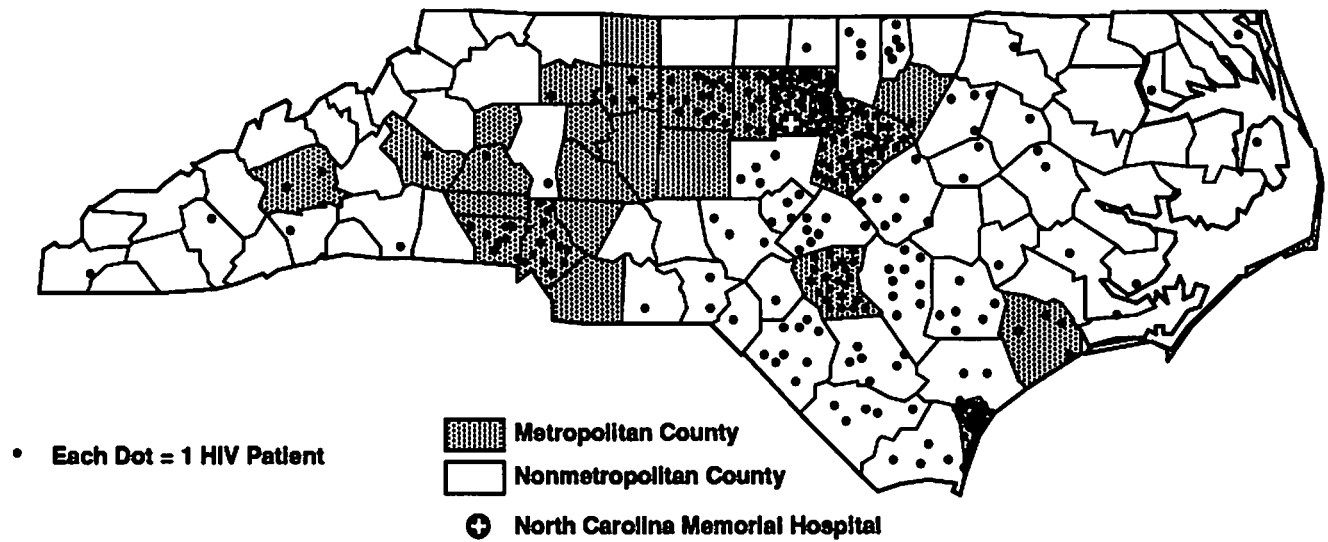 Metropolitan County
Each Dot = 1 HIV Patient
Nonmetropolitan County
North Carolina Memorial Hospital